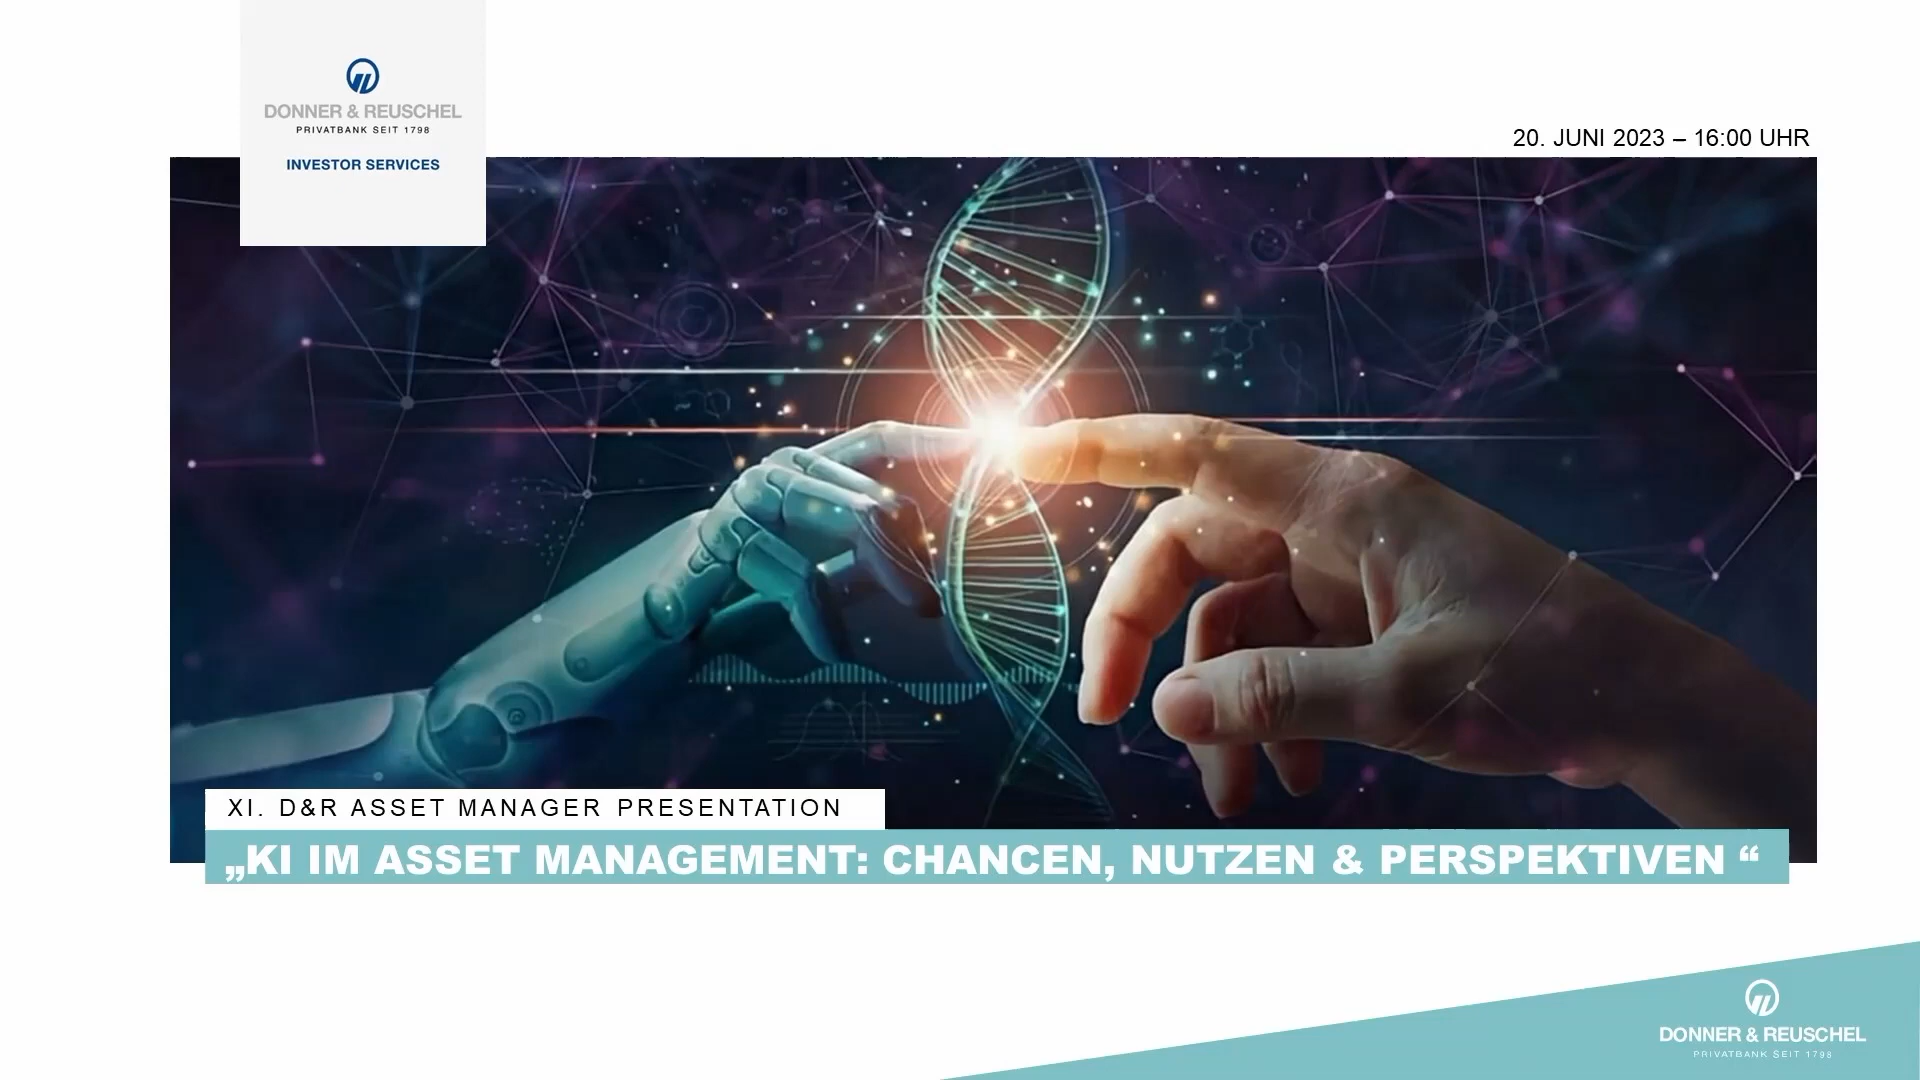 DONNER & REUSCHEL
PRIVATBANK SEIT 1798
INVESTOR SERVICES
20. JUNI 2023 – 16:00 UHR
XI. D&R ASSET MANAGER PRESENTATION
„KI IM ASSET MANAGEMENT: CHANCEN, NUTZEN & PERSPEKTIVEN “
DONNER & REUSCHEL
PRIVATBANK SEIT 1798